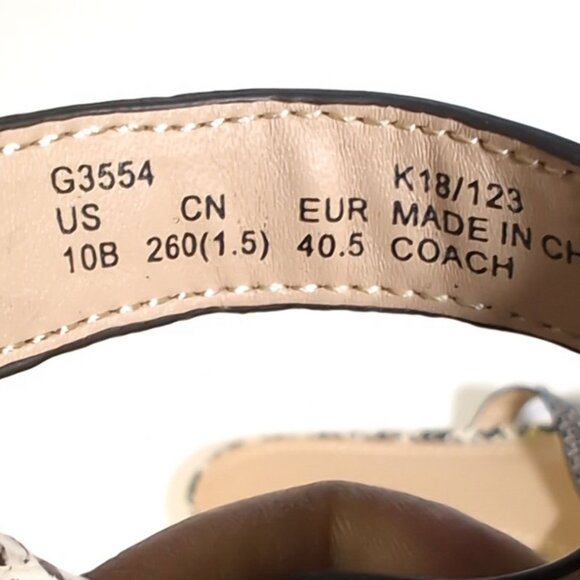 G3554 K18/123
US CN EUR MADE IN CH
10B 260(1.5) 40.5 COACH